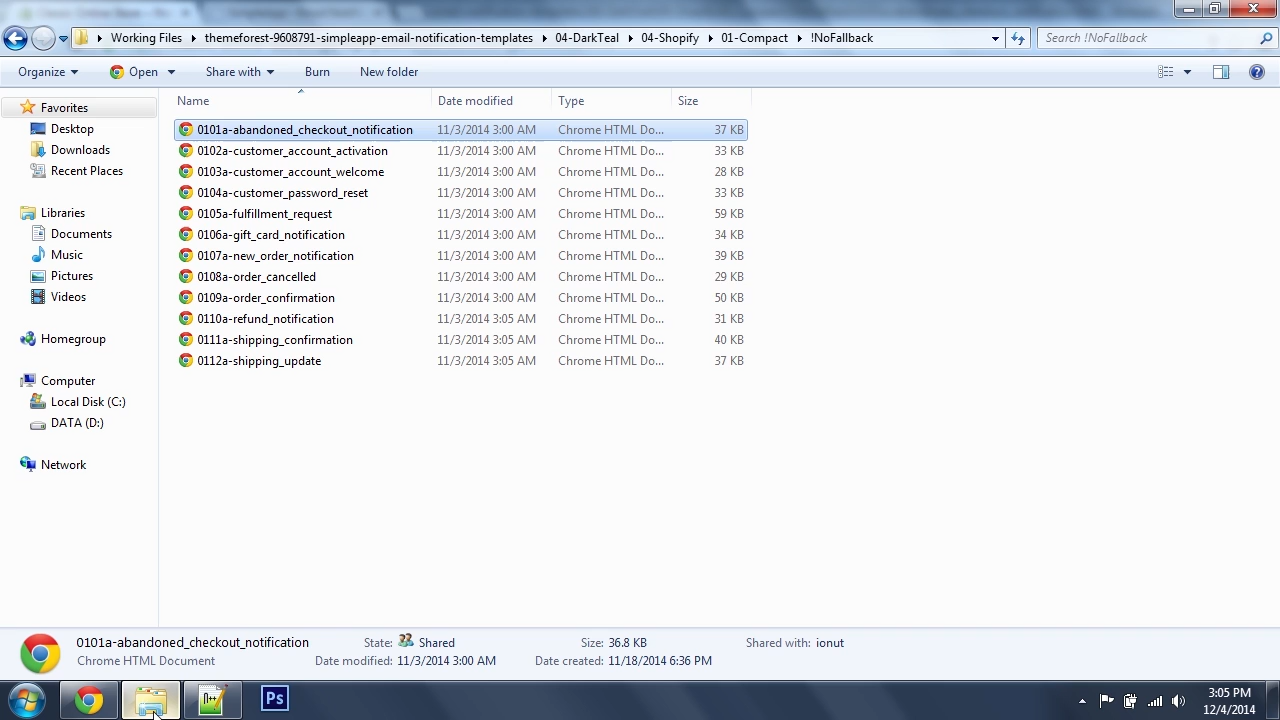 Working Files themeforest-9608791-simpleapp-email-notification-templates 04-DarkTeal 04-Shopify 01-Compact !NoFallback Search !NoFallback
Organize Open Share with Burn New folder
Name Date modified Type Size
Favorites
Desktop
Downloads
Recent Places
Libraries
Documents
Music
Pictures
Videos
Homegroup
Computer
Local Disk (C:)
DATA (D:)
Network
0101a-abandoned_checkout_notification 11/3/2014 3:00 AM Chrome HTML Do... 37 KB
0102a-customer_account_activation 11/3/2014 3:00 AM Chrome HTML Do... 33 KB
0103a-customer_account_welcome 11/3/2014 3:00 AM Chrome HTML Do... 28 KB
0104a-customer_password_reset 11/3/2014 3:00 AM Chrome HTML Do... 33 KB
0105a-fulfillment_request 11/3/2014 3:00 AM Chrome HTML Do... 59 KB
0106a-gift_card_notification 11/3/2014 3:00 AM Chrome HTML Do... 34 KB
0107a-new_order_notification 11/3/2014 3:00 AM Chrome HTML Do... 39 KB
0108a-order_cancelled 11/3/2014 3:00 AM Chrome HTML Do... 29 KB
0109a-order_confirmation 11/3/2014 3:00 AM Chrome HTML Do... 50 KB
0110a-refund_notification 11/3/2014 3:05 AM Chrome HTML Do... 31 KB
0111a-shipping_confirmation 11/3/2014 3:05 AM Chrome HTML Do... 40 KB
0112a-shipping_update 11/3/2014 3:05 AM Chrome HTML Do... 37 KB
0101a-abandoned_checkout_notification State: Shared Size: 36.8 KB Shared with: ionut
Chrome HTML Document Date modified: 11/3/2014 3:00 AM Date created: 11/18/2014 6:36 PM
Ps
3:05 PM
12/4/2014